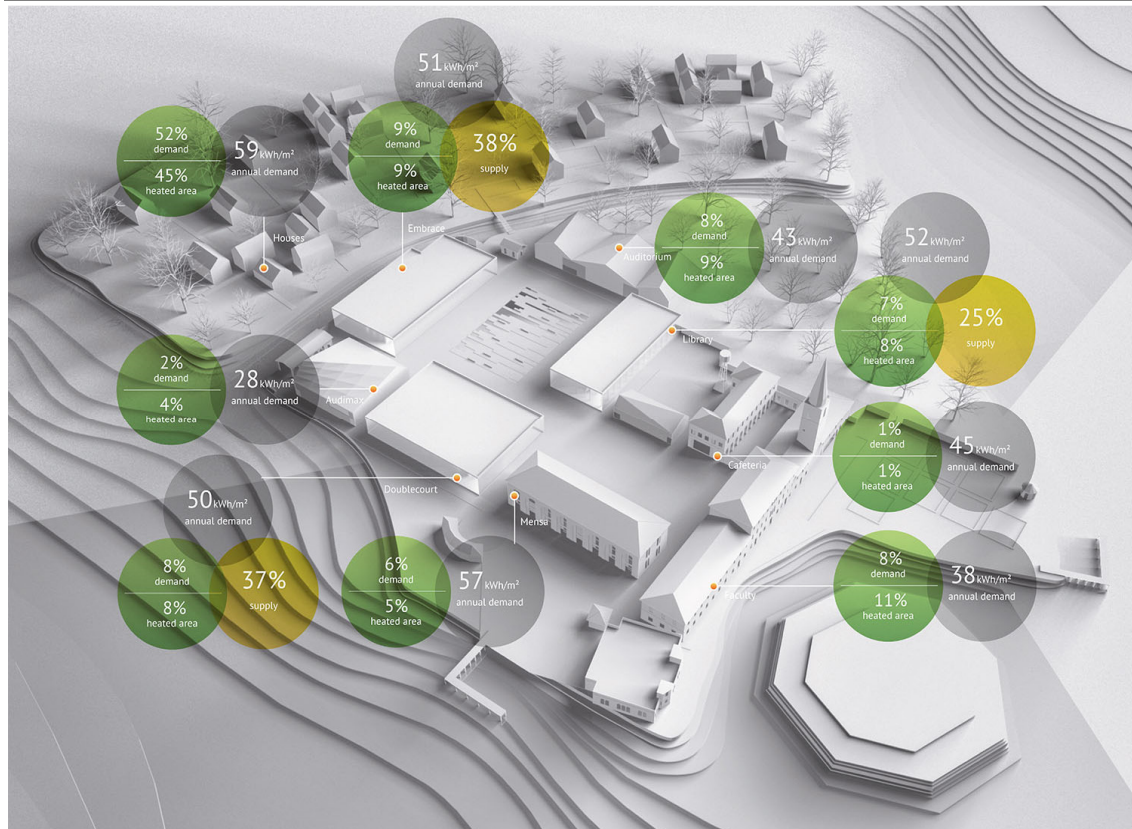 51 kWh/m²
annual demand
52%
demand
45%
heated area
59 kWh/m²
annual demand
9%
demand
9%
heated area
38%
supply
Houses
Embrace
8%
demand
9%
heated area
43 kWh/m²
annual demand
Auditorium
52 kWh/m²
annual demand
7%
demand
8%
heated area
25%
supply
Library
2%
demand
4%
heated area
28 kWh/m²
annual demand
Audimax
1%
demand
1%
heated area
45 kWh/m²
annual demand
Cafeteria
50 kWh/m²
annual demand
Doublecourt
8%
demand
8%
heated area
37%
supply
Mensa
6%
demand
5%
heated area
57 kWh/m²
annual demand
Faculty
8%
demand
11%
heated area
38 kWh/m²
annual demand